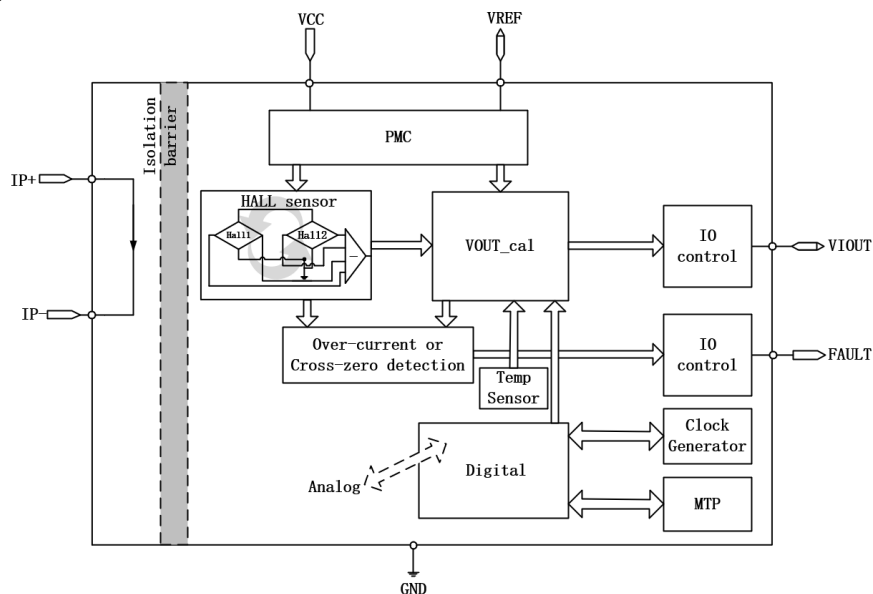 VCC
VREF
Isolation
barrier
PMC
IP+
HALL sensor
Hall1
Hall2
-
VOUT_cal
IO
control
VIOUT
IP-
Over-current or
Cross-zero detection
IO
control
FAULT
Temp
Sensor
Clock
Generator
Digital
Analog
MTP
GND